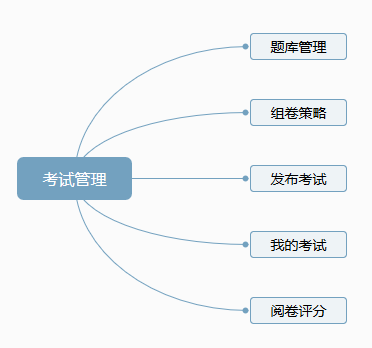 题库管理
组卷策略
考试管理
发布考试
我的考试
阅卷评分